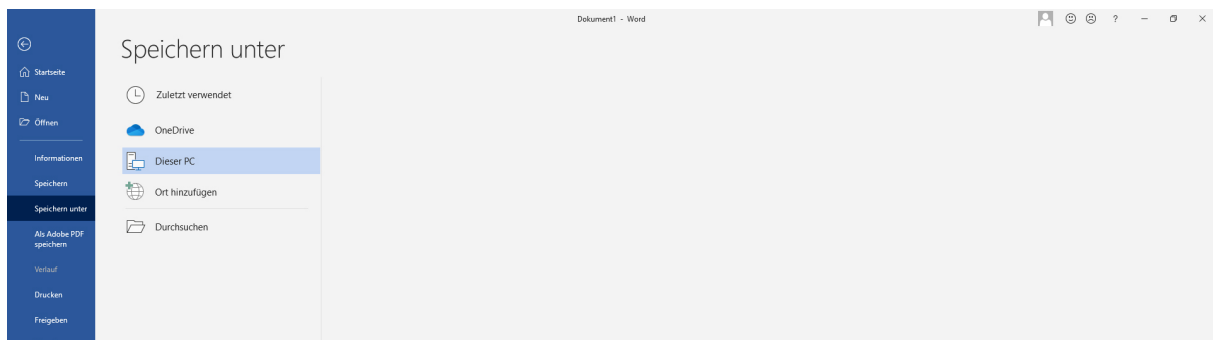 Dokument1 - Word
?
Speichern unter
Startseite
Neu
Öffnen
Informationen
Speichern
Speichern unter
Als Adobe PDF
speichern
Verlauf
Drucken
Freigeben
Zuletzt verwendet
OneDrive
Dieser PC
Ort hinzufügen
Durchsuchen